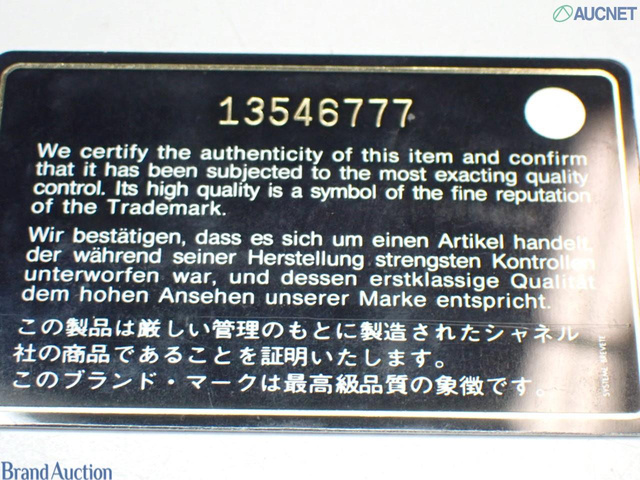 AUCNET
13546777
We certify the authenticity of this item and confirm
that it has been subjected to the most exacting quality
control. Its high quality is a symbol of the fine reputation
of the Trademark.
Wir bestätigen, dass es sich um einen Artikel handelt,
der während seiner Herstellung strengsten Kontrollen
unterworfen war, und dessen erstklassige Qualität
dem hohen Ansehen unserer Marke entspricht.
この製品は厳しい管理のもとに製造されたシャネル
社の商品であることを証明いたします。
このブランド・マークは最高級品質の象徴です。
Brand Auction